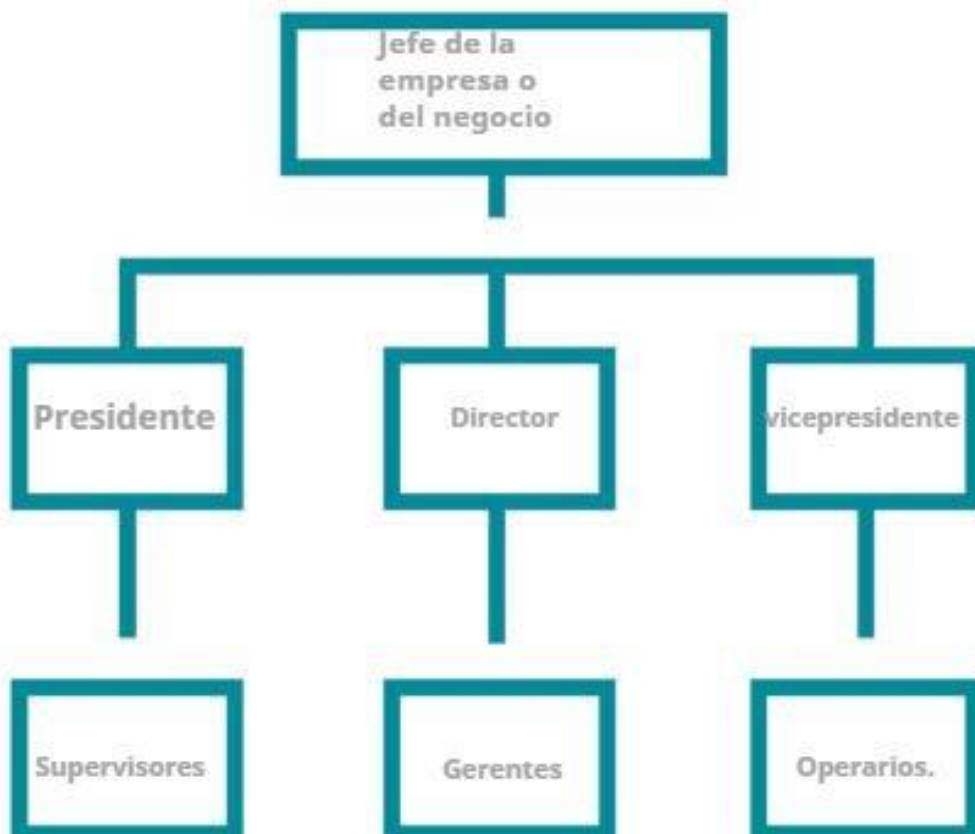 Jefe de la
empresa o
del negocio
Presidente
Director
vicepresidente
Supervisores
Gerentes
Operarios.